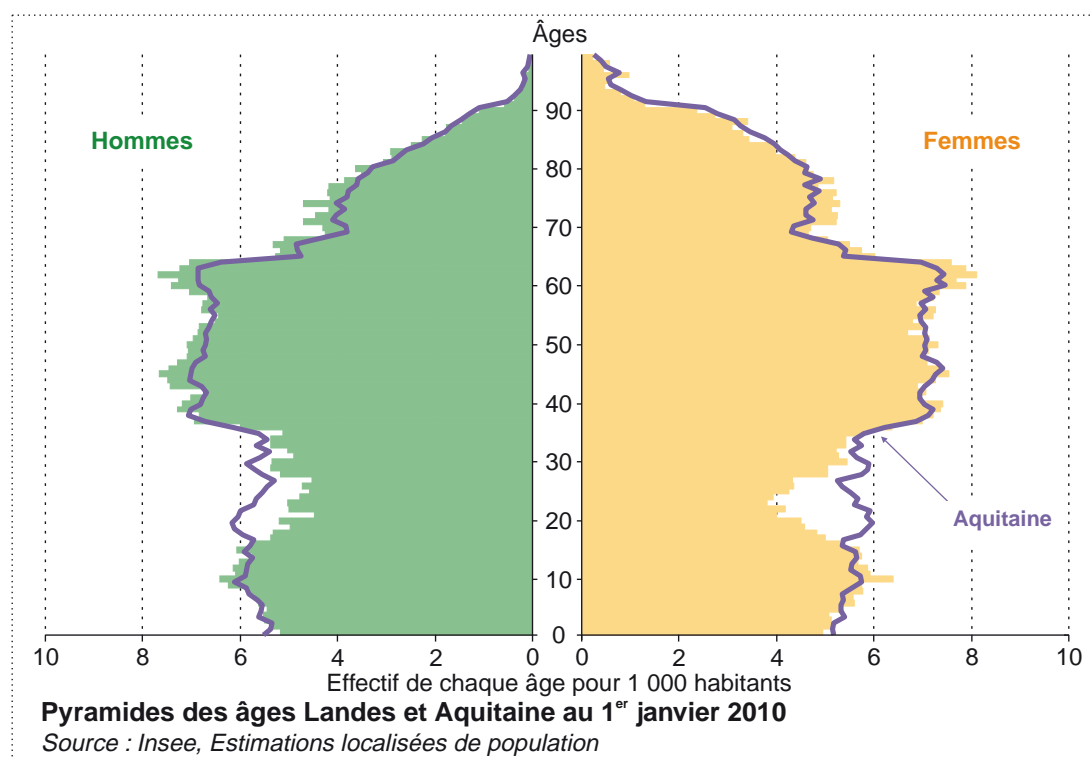 Âges
Hommes
Femmes
90
80
70
60
50
40
30
20
10
0
Aquitaine
10 8 6 4 2 0
0 2 4 6 8 10
Effectif de chaque âge pour 1 000 habitants
Pyramides des âges Landes et Aquitaine au 1er janvier 2010
Source : Insee, Estimations localisées de population